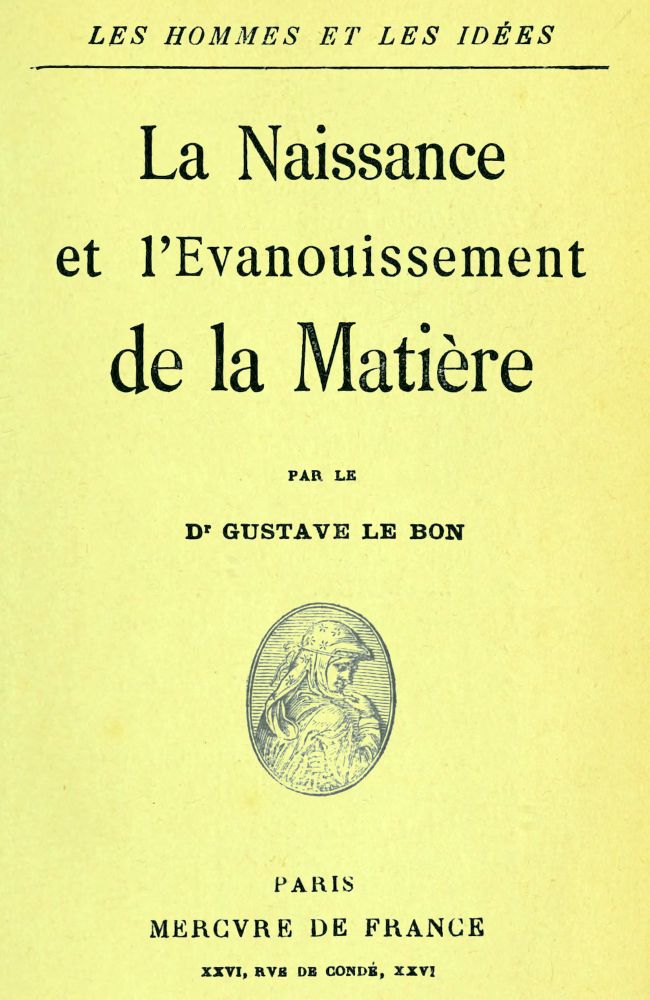 LES HOMMES ET LES IDÉES
La Naissance
et l'Evanouissement
de la Matière
PAR LE
Dʳ GUSTAVE LE BON
PARIS
MERCVRE DE FRANCE
XXVI, RVE DE CONDÉ, XXVI